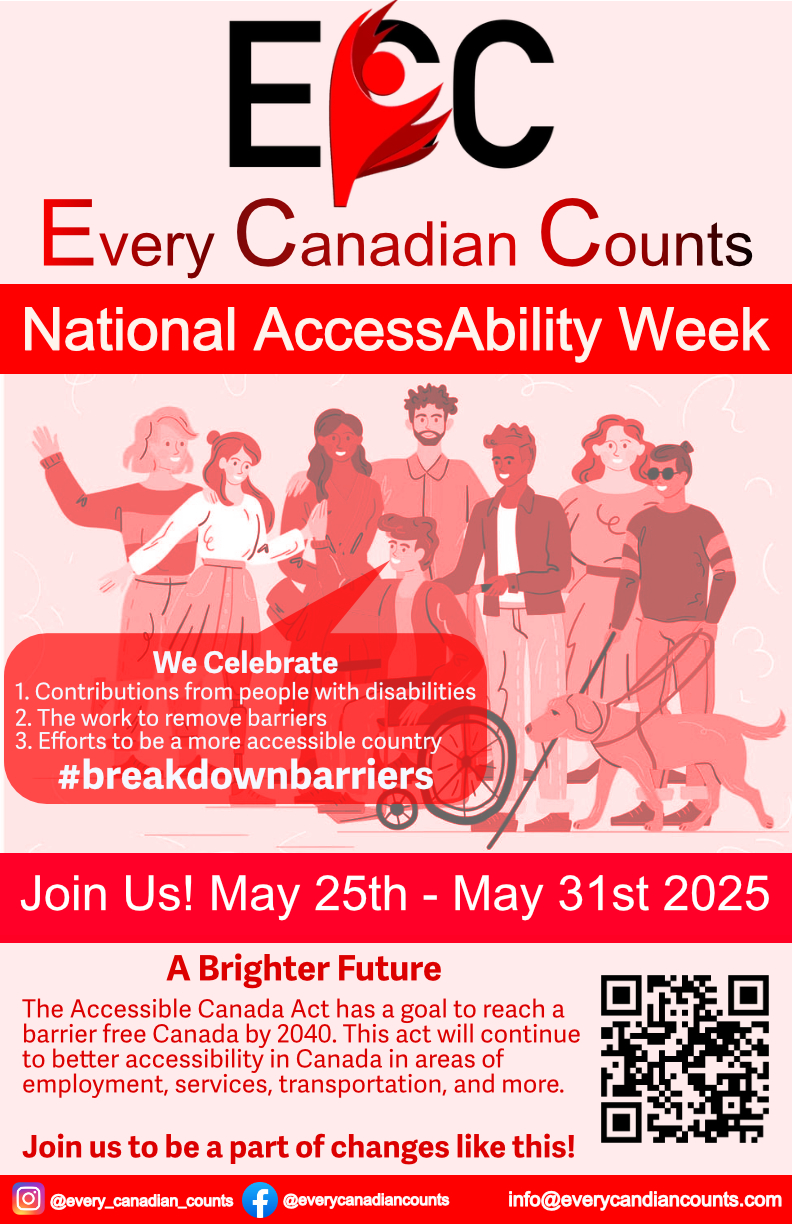 ECC
Every Canadian Counts
National AccessAbility Week
We Celebrate
1. Contributions from people with disabilities
2. The work to remove barriers
3. Efforts to be a more accessible country
#breakdownbarriers
Join Us! May 25th - May 31st 2025
A Brighter Future
The Accessible Canada Act has a goal to reach a
barrier free Canada by 2040. This act will continue
to better accessibility in Canada in areas of
employment, services, transportation, and more.
Join us to be a part of changes like this!
@every_canadian_counts @everycanadiancounts info@everycandiancounts.com